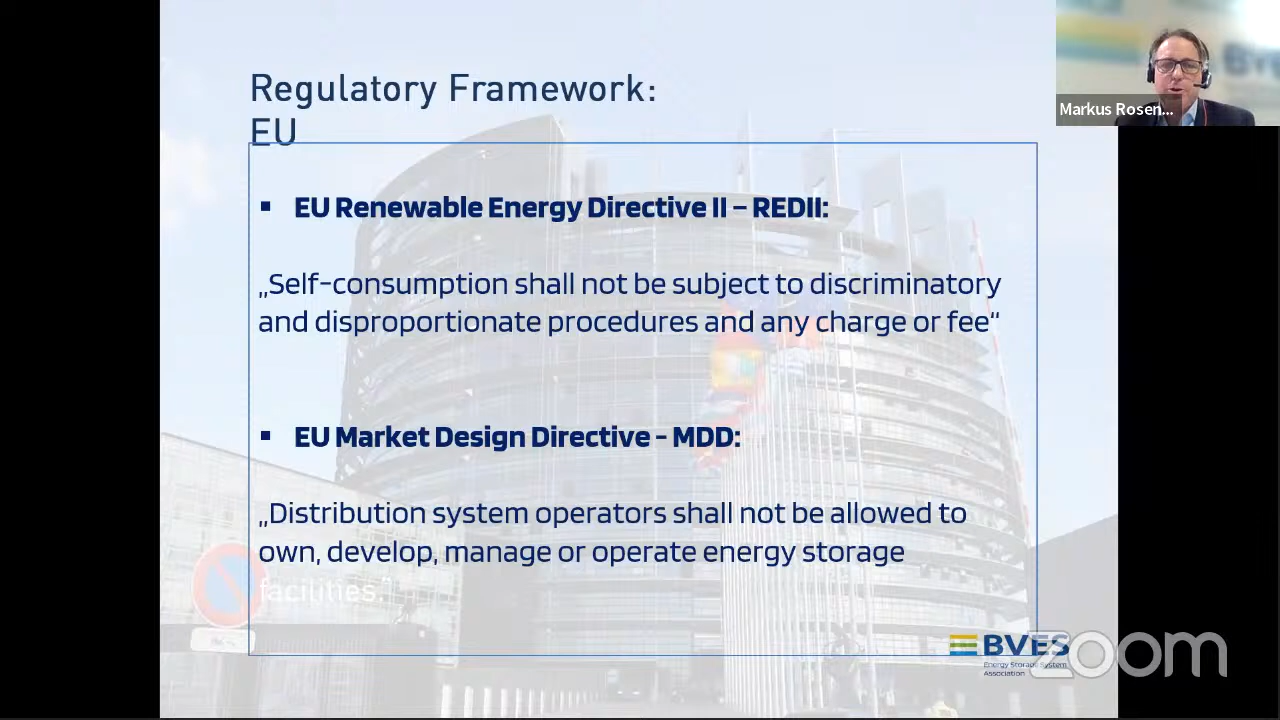 Regulatory Framework:
EU
Markus Rosen...
▪ EU Renewable Energy Directive II – REDII:
„Self-consumption shall not be subject to discriminatory
and disproportionate procedures and any charge or fee“
▪ EU Market Design Directive - MDD:
„Distribution system operators shall not be allowed to
own, develop, manage or operate energy storage
facilities.“
BVES
Energy Storage System
Association
zoom